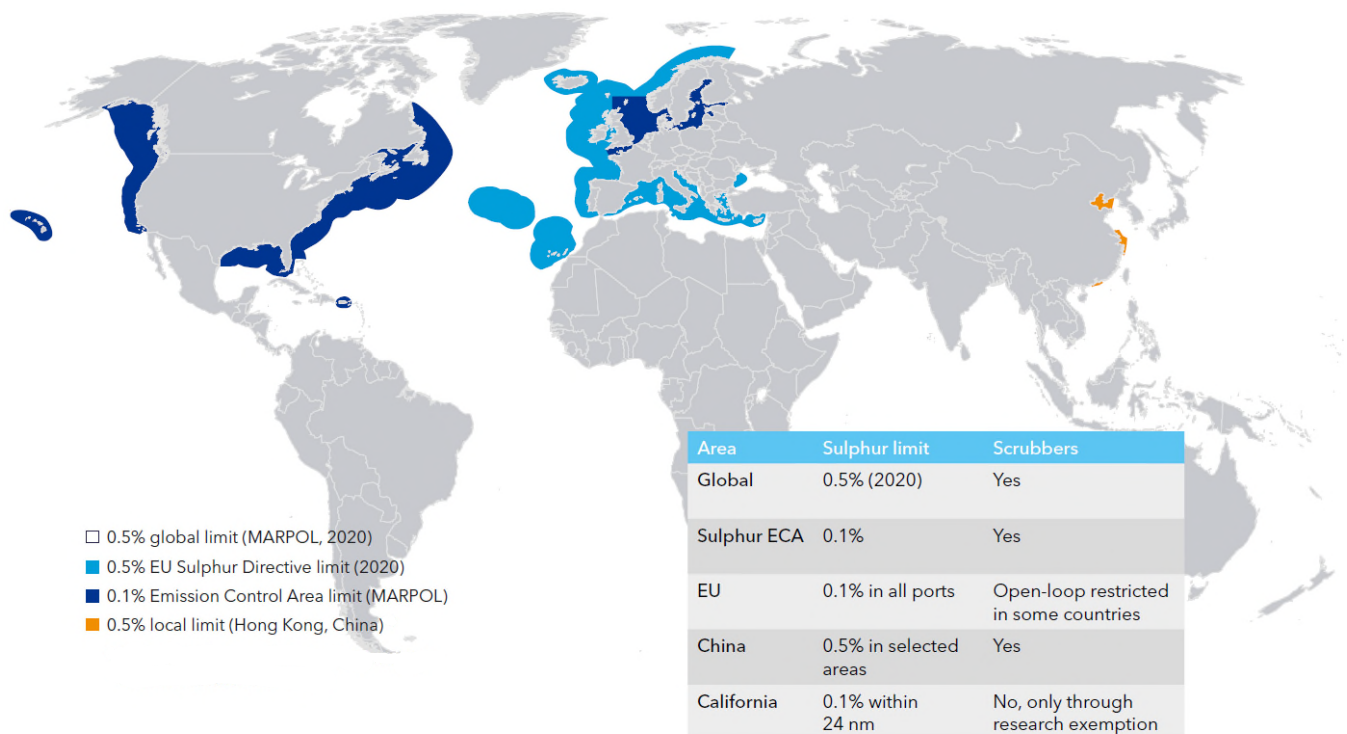 Area Sulphur limit Scrubbers
Global 0.5% (2020) Yes
Sulphur ECA 0.1% Yes
EU 0.1% in all ports Open-loop restricted
in some countries
China 0.5% in selected Yes
areas
California 0.1% within No, only through
24 nm research exemption
0.5% global limit (MARPOL, 2020)
0.5% EU Sulphur Directive limit (2020)
0.1% Emission Control Area limit (MARPOL)
0.5% local limit (Hong Kong, China)